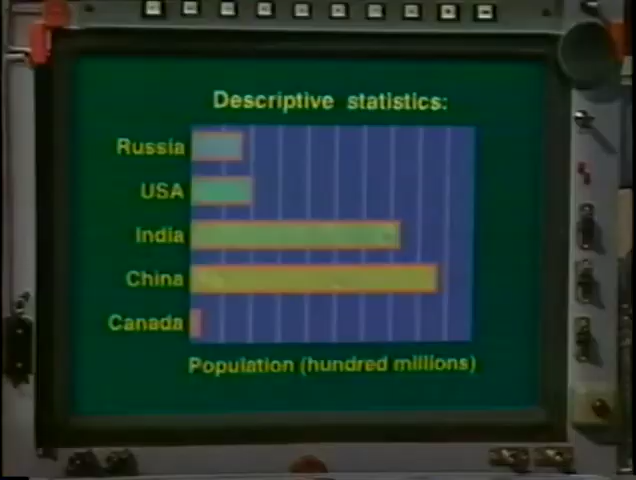 Descriptive statistics:
Russia
USA
India
China
Canada
Population (hundred millions)